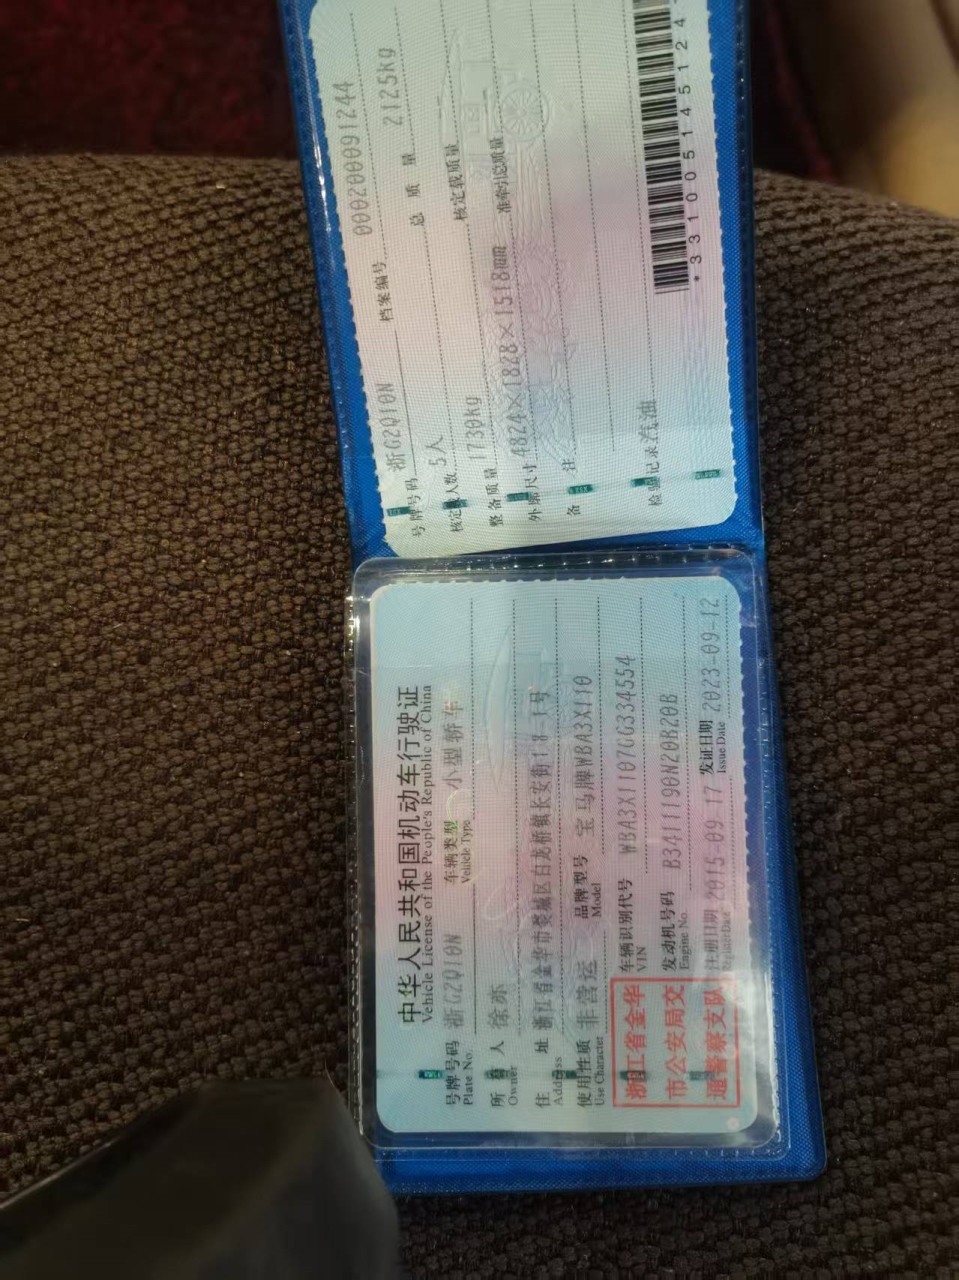 中华人民共和国机动车行驶证
Vehicle License of the People's Republic of China
号牌号码 浙G2Q10N 车辆类型 小型轿车
Plate No. Vehicle Type
所有人 徐亦
Owner
住址 浙江省金华市婺城区白龙桥镇长安街18-1号
Address
使用性质 非营运 品牌型号 宝马牌WBA3X110
Use Character Model
浙江省金华
市公安局交
通警察支队
车辆识别代号 WBA3X1107GG334554
VIN
发动机号码 B3411190N20B20B
Engine No.
注册日期 2015-09-17 发证日期 2023-09-12
Register Date Issue Date
号牌号码 浙G2Q10N 档案编号 000200091244
核定载人数 5人 总质量 2125kg
整备质量 1730kg 核定载质量
外廓尺寸 4824×1828×1518mm 准牵引总质量
备注
检验记录 汽油
*3310051451244